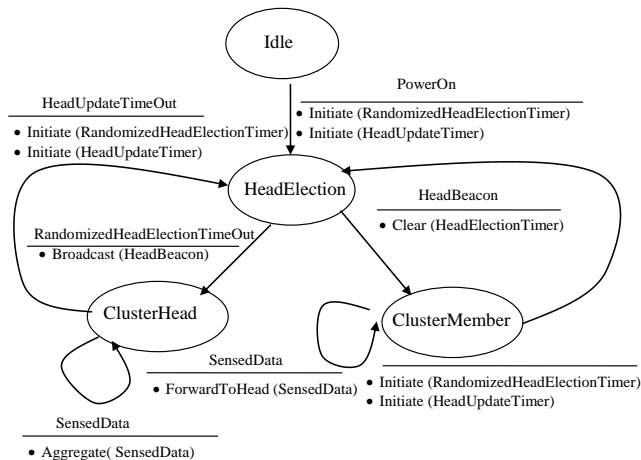 Idle
PowerOn
• Initiate (RandomizedHeadElectionTimer)
• Initiate (HeadUpdateTimer)
HeadUpdateTimeOut
• Initiate (RandomizedHeadElectionTimer)
• Initiate (HeadUpdateTimer)
HeadElection
HeadBeacon
• Clear (HeadElectionTimer)
RandomizedHeadElectionTimeOut
• Broadcast (HeadBeacon)
ClusterHead
ClusterMember
SensedData
• ForwardToHead (SensedData)
• Initiate (RandomizedHeadElectionTimer)
• Initiate (HeadUpdateTimer)
SensedData
• Aggregate( SensedData)